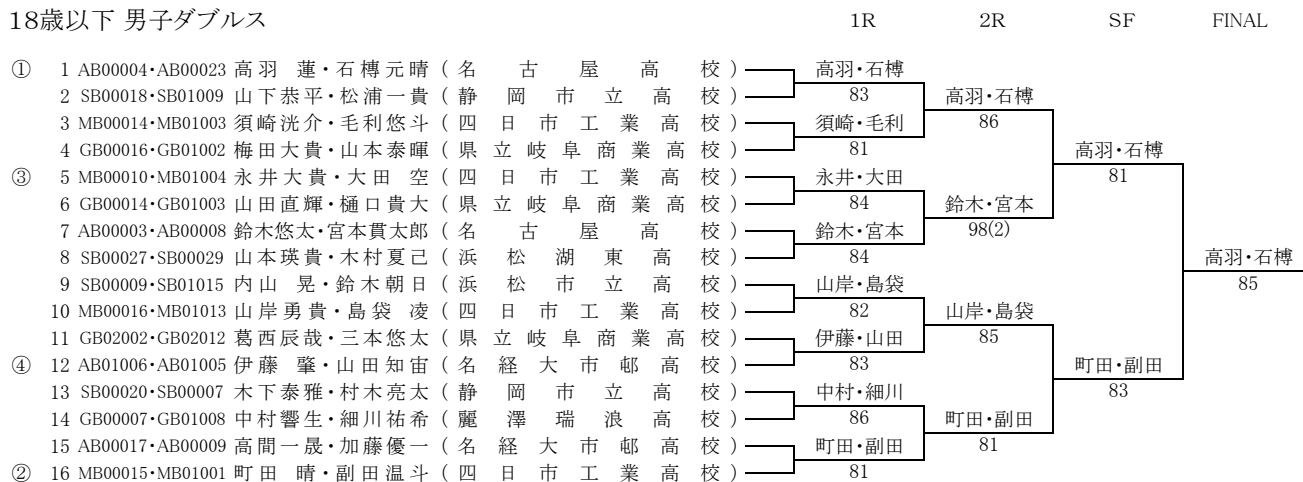 18歳以下 男子ダブルス 1R 2R SF FINAL
① 1 AB00004・AB00023 高羽 蓮・石榑元晴 (名古屋高校) 高羽・石榑
2 SB00018・SB01009 山下恭平・松浦一貴 (静岡市立高校) 83 高羽・石榑
3 MB00014・MB01003 須崎洸介・毛利悠斗 (四日市工業高校) 須崎・毛利 86
4 GB00016・GB01002 梅田大貴・山本泰暉 (県立岐阜商業高校) 81 高羽・石榑
③ 5 MB00010・MB01004 永井大貴・大田 空 (四日市工業高校) 永井・大田 81
6 GB00014・GB01003 山田直輝・樋口貴大 (県立岐阜商業高校) 84 鈴木・宮本
7 AB00003・AB00008 鈴木悠太・宮本貫太郎 (名古屋高校) 鈴木・宮本 98(2)
8 SB00027・SB00029 山本瑛貴・木村夏己 (浜松湖東高校) 84 高羽・石榑
9 SB00009・SB01015 内山 晃・鈴木朝日 (浜松市立高校) 山岸・島袋 85
10 MB00016・MB01013 山岸勇貴・島袋 凌 (四日市工業高校) 82 山岸・島袋
11 GB02002・GB02012 葛西辰哉・三本悠太 (県立岐阜商業高校) 伊藤・山田 85
④ 12 AB01006・AB01005 伊藤 肇・山田知宙 (名経大市邨高校) 83 町田・副田
13 SB00020・SB00007 木下泰雅・村木亮太 (静岡市立高校) 中村・細川 83
14 GB00007・GB01008 中村響生・細川祐希 (麗澤瑞浪高校) 86 町田・副田
15 AB00017・AB00009 高間一晟・加藤優一 (名経大市邨高校) 町田・副田 81
② 16 MB00015・MB01001 町田 晴・副田温斗 (四日市工業高校) 81